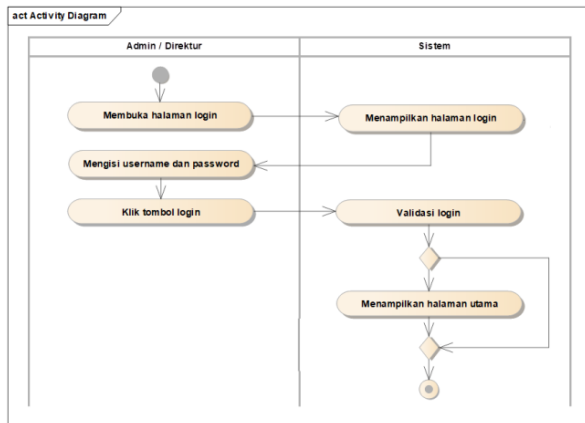 act Activity Diagram
Admin / Direktur
Sistem
Membuka halaman login
Menampilkan halaman login
Mengisi username dan password
Klik tombol login
Validasi login
Menampilkan halaman utama